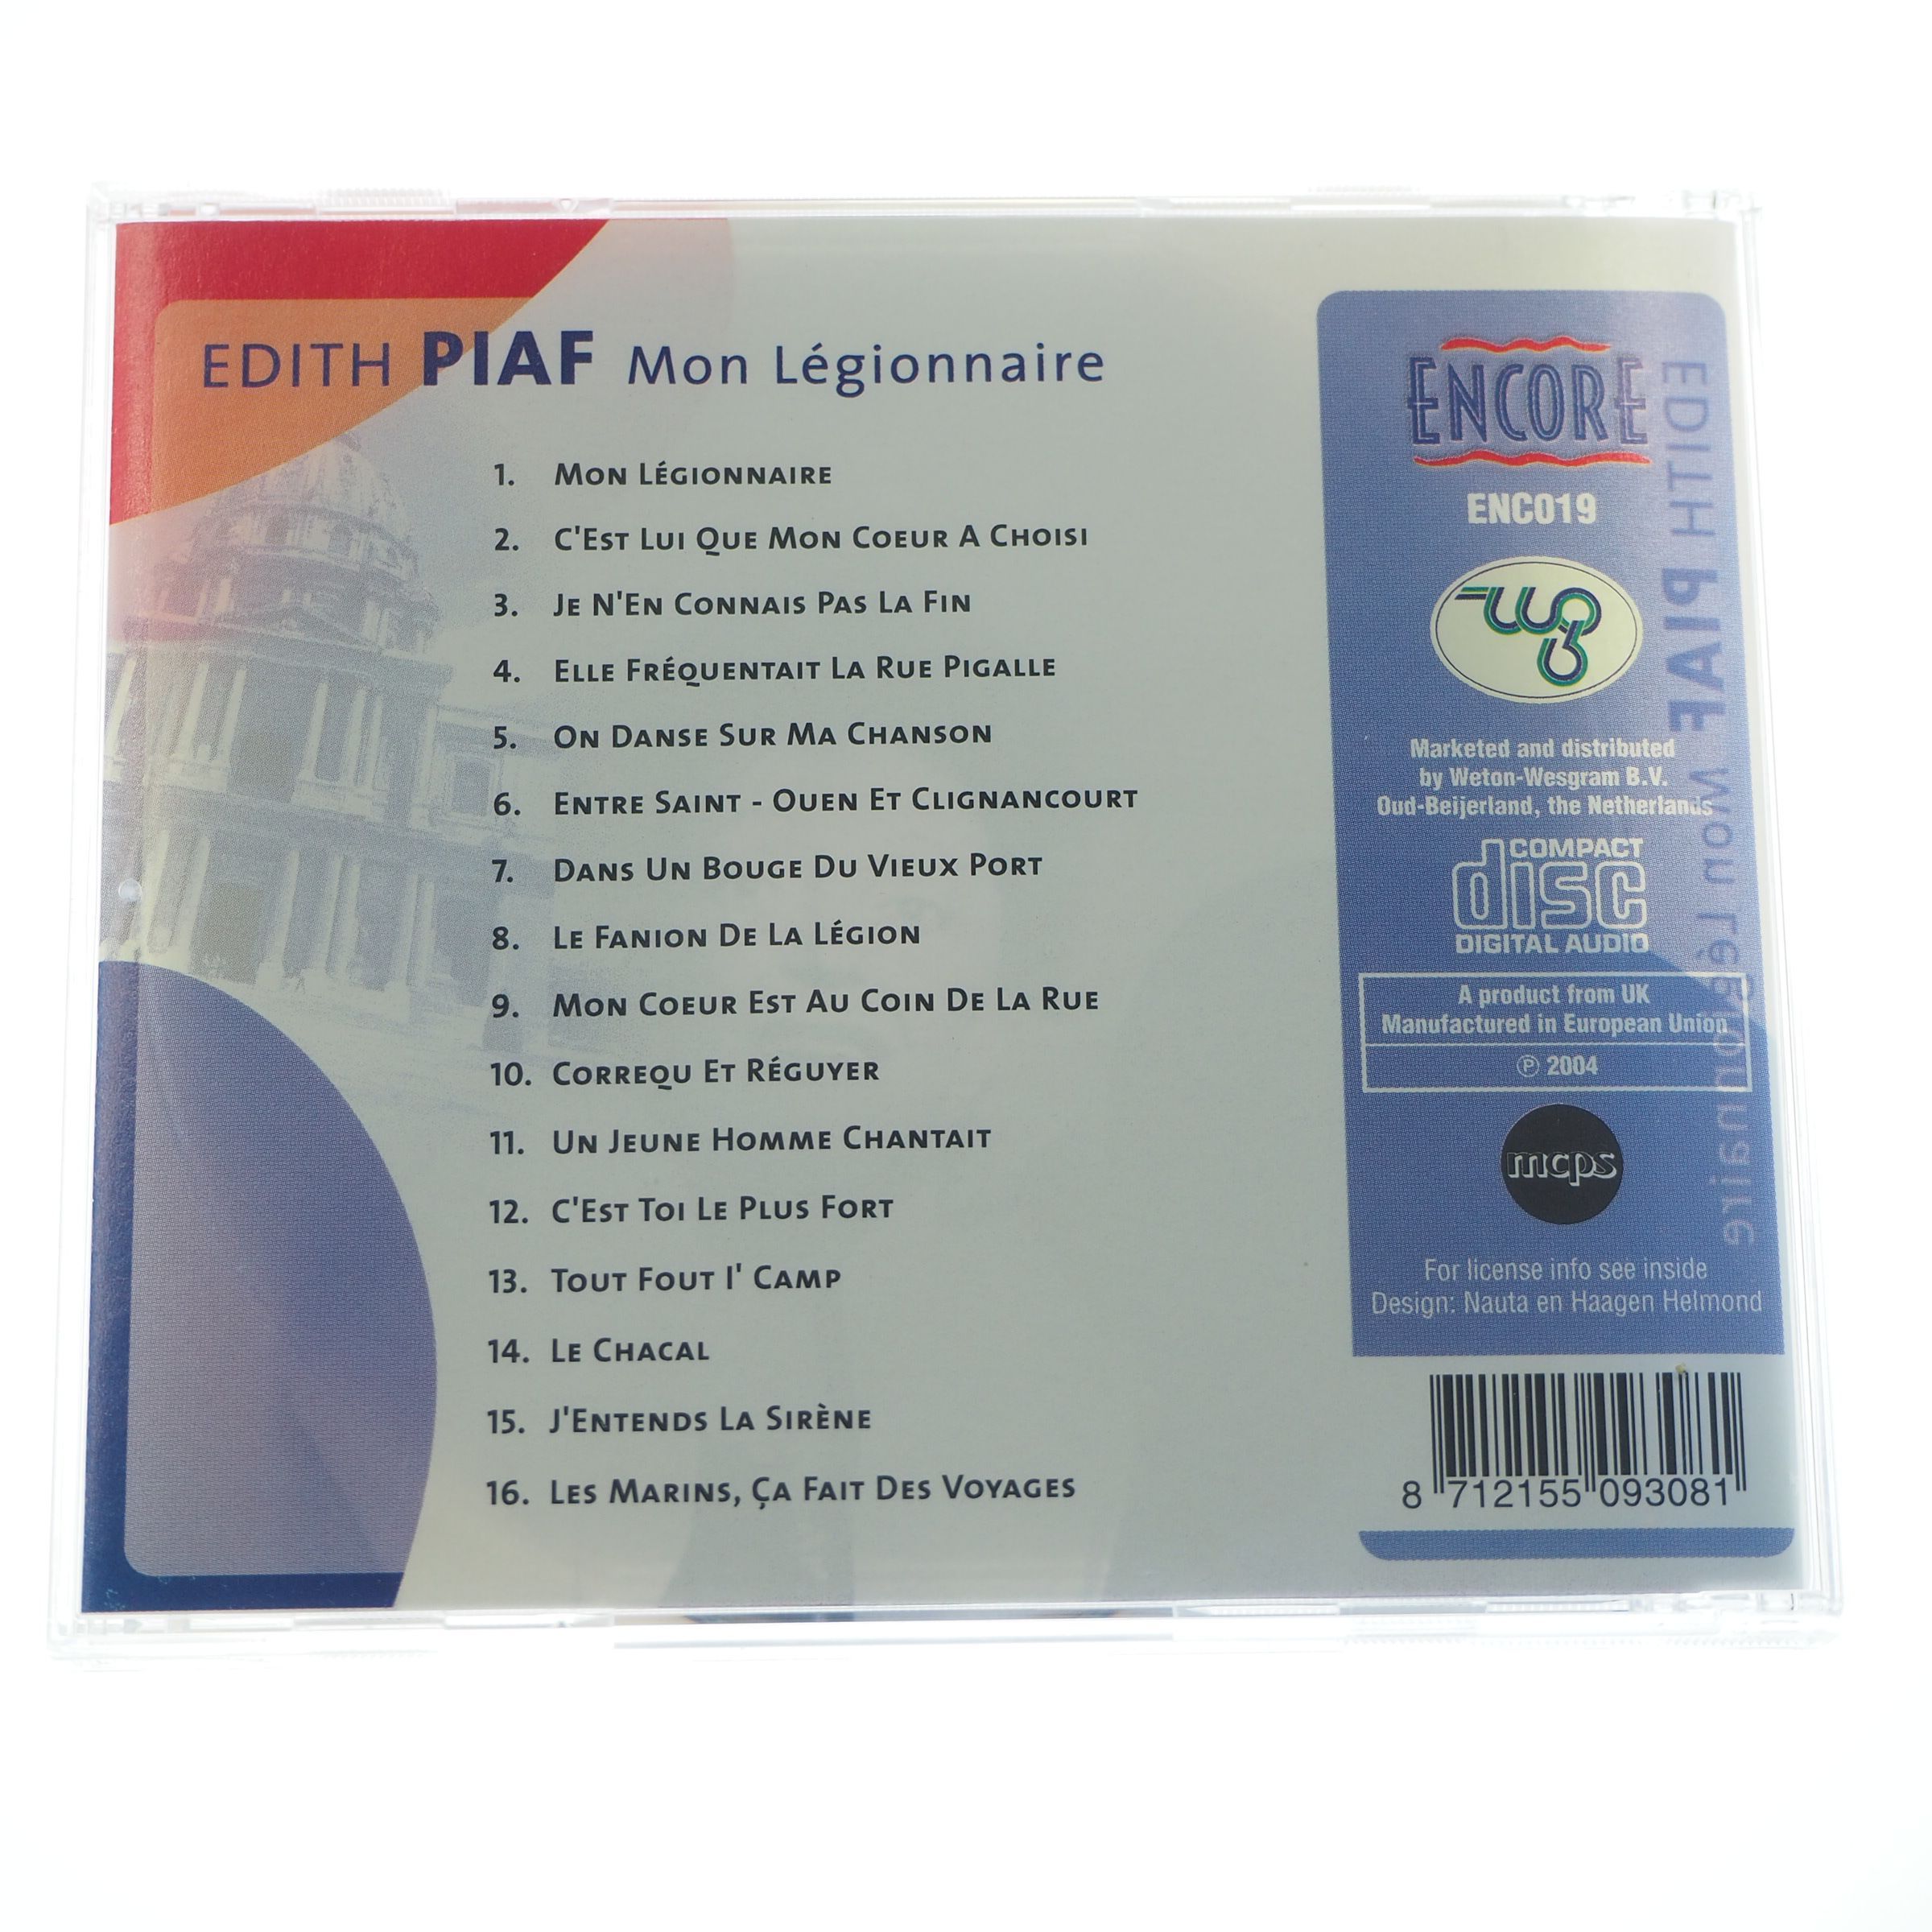 EDITH PIAF Mon Légionnaire
1. MON LÉGIONNAIRE
2. C'EST LUI QUE MON COEUR A CHOISI
3. JE N'EN CONNAIS PAS LA FIN
4. ELLE FRÉQUENTAIT LA RUE PIGALLE
5. ON DANSE SUR MA CHANSON
6. ENTRE SAINT - OUEN ET CLIGNANCOURT
7. DANS UN BOUGE DU VIEUX PORT
8. LE FANION DE LA LÉGION
9. MON COEUR EST AU COIN DE LA RUE
10. CORREQU ET RÉGUYER
11. UN JEUNE HOMME CHANTAIT
12. C'EST TOI LE PLUS FORT
13. TOUT FOUT I' CAMP
14. LE CHACAL
15. J'ENTENDS LA SIRÈNE
16. LES MARINS, ÇA FAIT DES VOYAGES
ENCORE
ENC019
Marketed and distributed
by Weton-Wesgram B.V.
Oud-Beijerland, the Netherlands
COMPACT
disc
DIGITAL AUDIO
A product from UK
Manufactured in European Union
℗ 2004
mcps
For license info see inside
Design: Nauta en Haagen Helmond
8 712155 093081
EDITH PIAF Mon Légionnaire